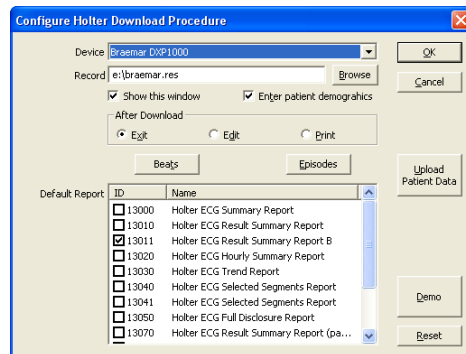 Configure Holter Download Procedure
Device Braemar DXP1000 OK
Record e:\braemar.res Browse Cancel
Show this window Enter patient demograhics
After Download
Exit Edit Print
Beats Episodes Upload Patient Data
Default Report ID Name
13000 Holter ECG Summary Report
13010 Holter ECG Result Summary Report
13011 Holter ECG Result Summary Report B
13020 Holter ECG Hourly Summary Report
13030 Holter ECG Trend Report
13040 Holter ECG Selected Segments Report
13041 Holter ECG Selected Segments Report
13050 Holter ECG Full Disclosure Report
13070 Holter ECG Result Summary Report (pa...
Demo
Reset